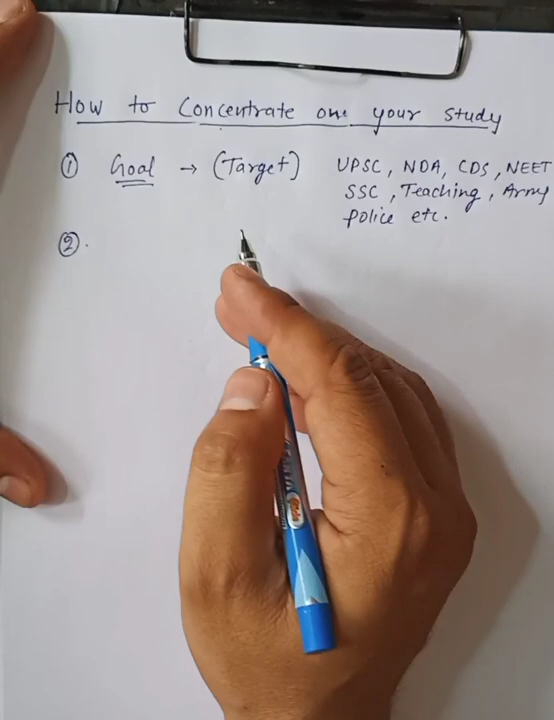 How to Concentrate one your study
① Goal → (Target) UPSC, NDA, CDS, NEET
SSC, Teaching, Army
police etc.
②.